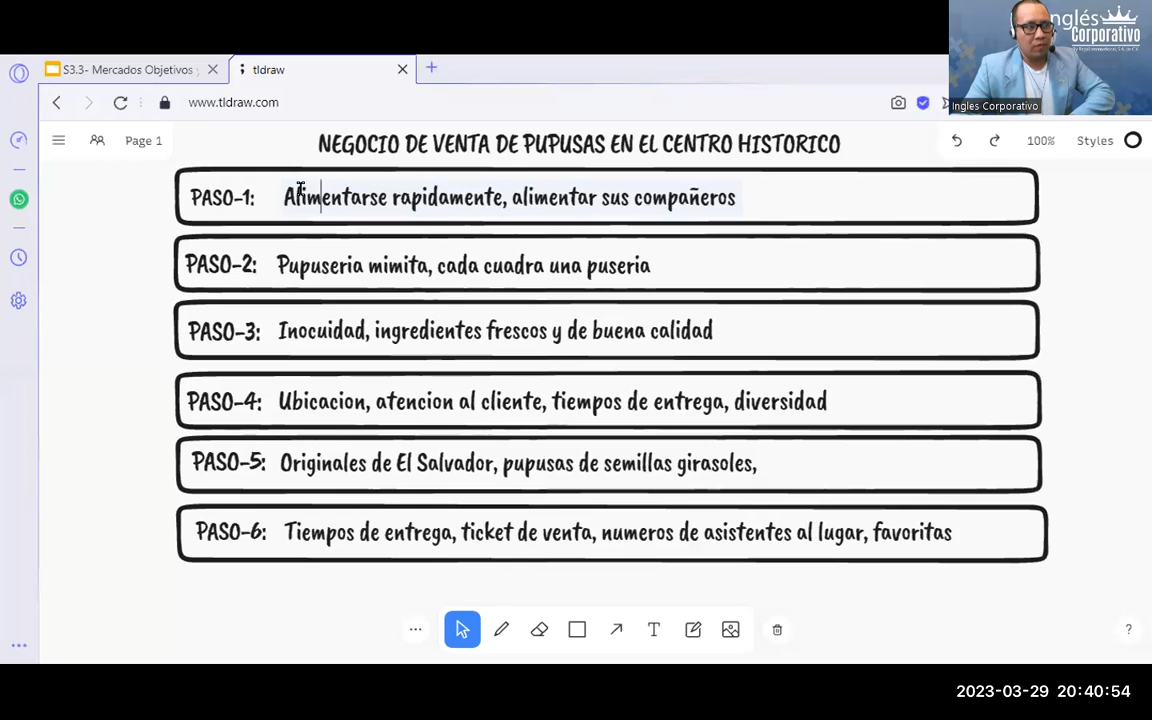 nglés
Corporativo
Ingles Corporativo
S3.3- Mercados Objetivos y
tldraw
www.tldraw.com
Page 1
100%
Styles
NEGOCIO DE VENTA DE PUPUSAS EN EL CENTRO HISTORICO
PASO-1: Alimentarse rapidamente, alimentar sus compañeros
PASO-2: Pupuseria mimita, cada cuadra una puseria
PASO-3: Inocuidad, ingredientes frescos y de buena calidad
PASO-4: Ubicacion, atencion al cliente, tiempos de entrega, diversidad
PASO-5: Originales de El Salvador, pupusas de semillas girasoles,
PASO-6: Tiempos de entrega, ticket de venta, numeros de asistentes al lugar, favoritas
?
2023-03-29 20:40:54